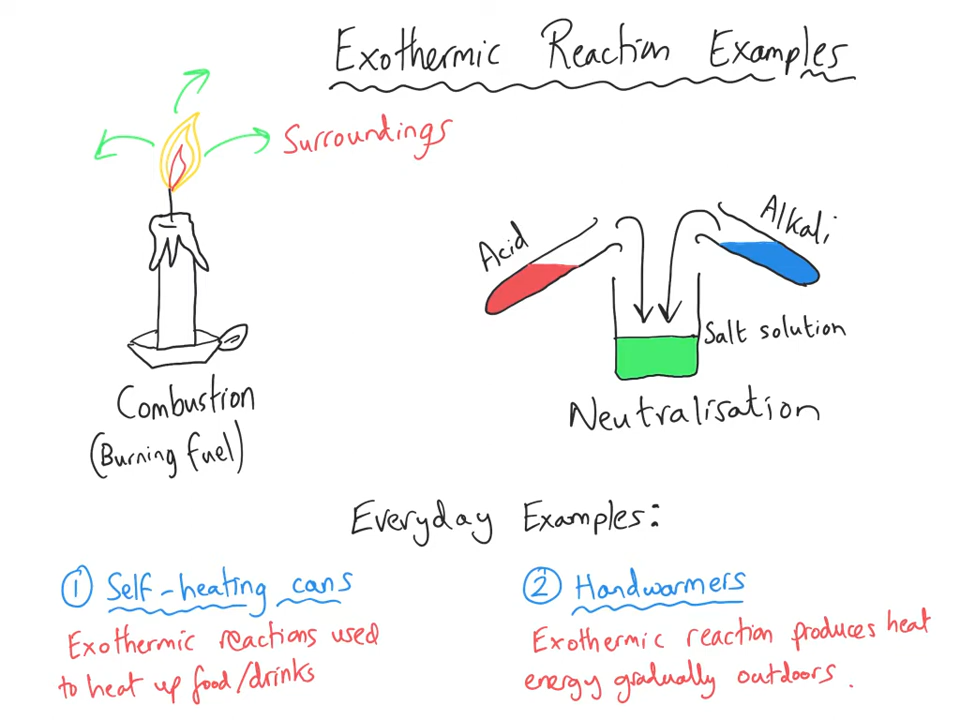 Exothermic Reaction Examples
Surroundings
Combustion
(Burning fuel)
Acid
Alkali
Salt solution
Neutralisation
Everyday Examples:
① Self-heating cans
Exothermic reactions used
to heat up food/drinks
② Handwarmers
Exothermic reaction produces heat
energy gradually outdoors.